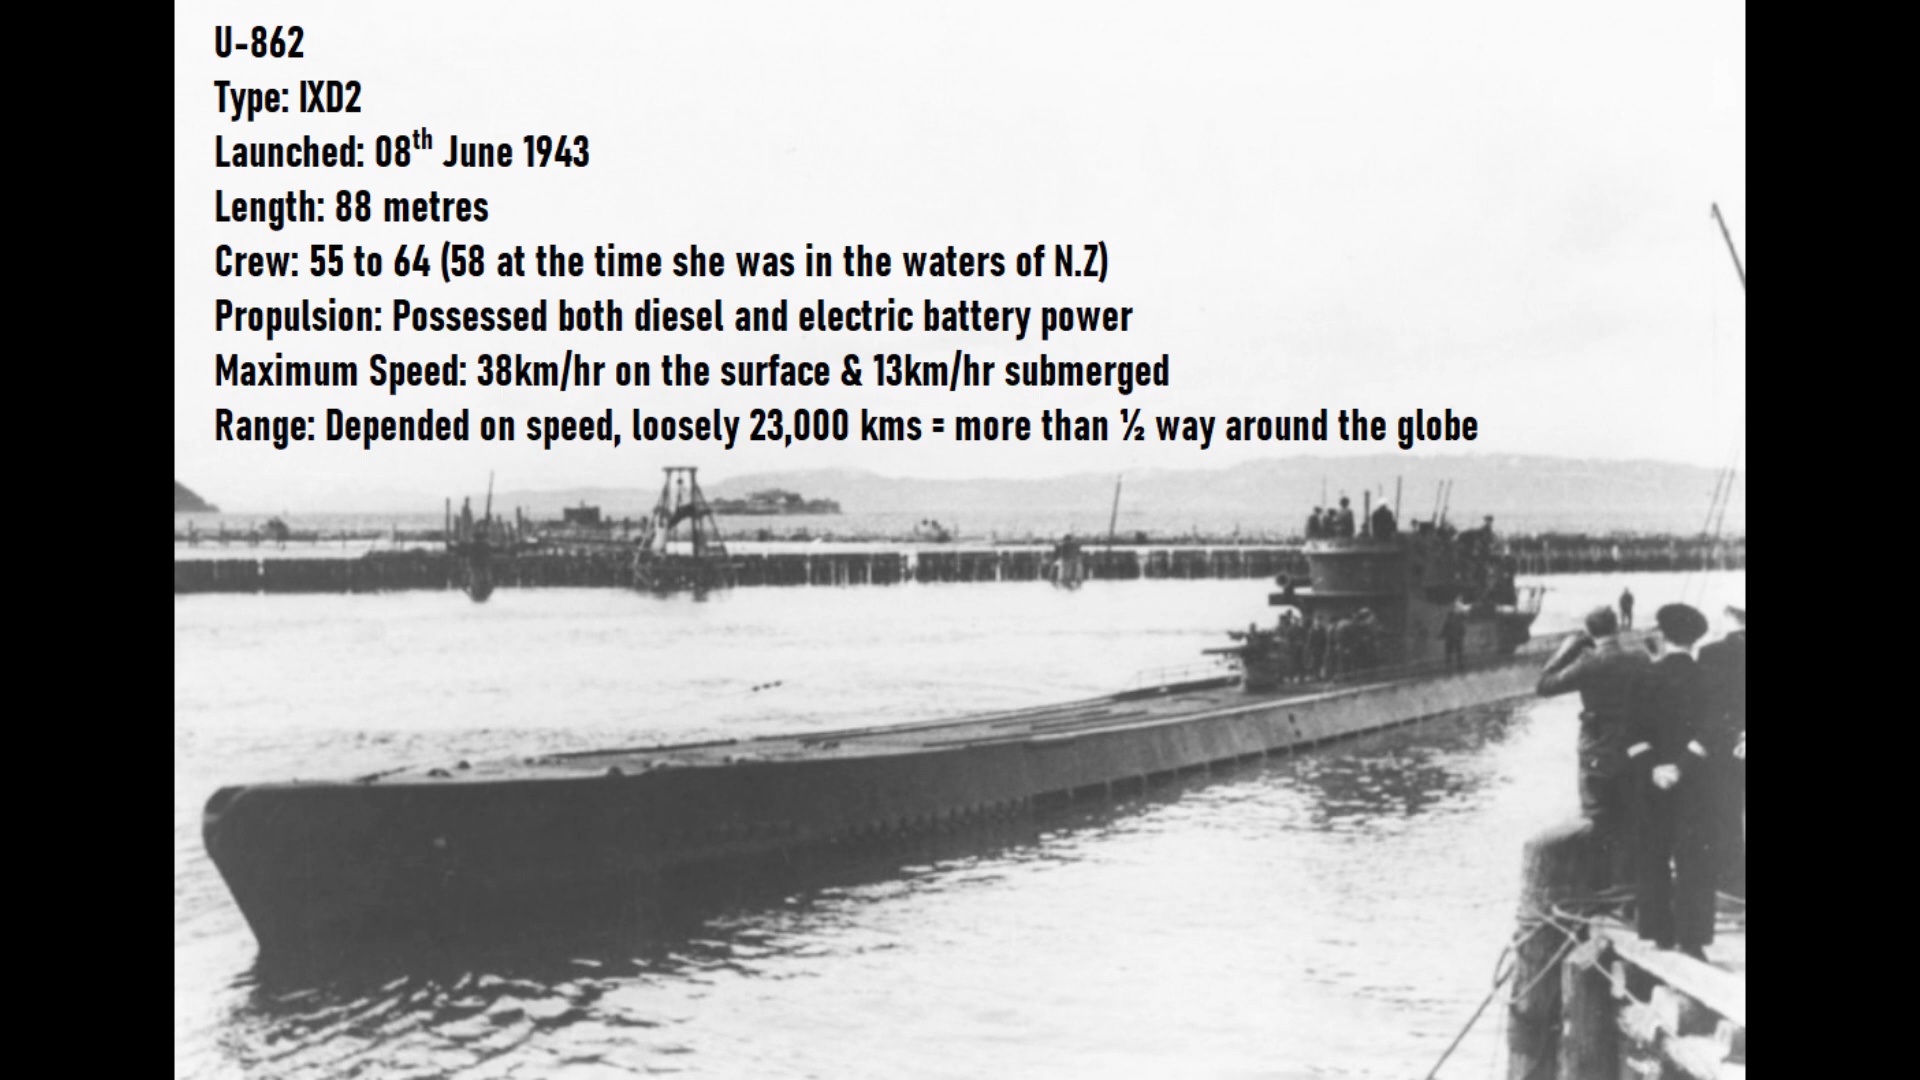 U-862
Type: IXD2
Launched: 08th June 1943
Length: 88 metres
Crew: 55 to 64 (58 at the time she was in the waters of N.Z)
Propulsion: Possessed both diesel and electric battery power
Maximum Speed: 38km/hr on the surface & 13km/hr submerged
Range: Depended on speed, loosely 23,000 kms = more than ½ way around the globe